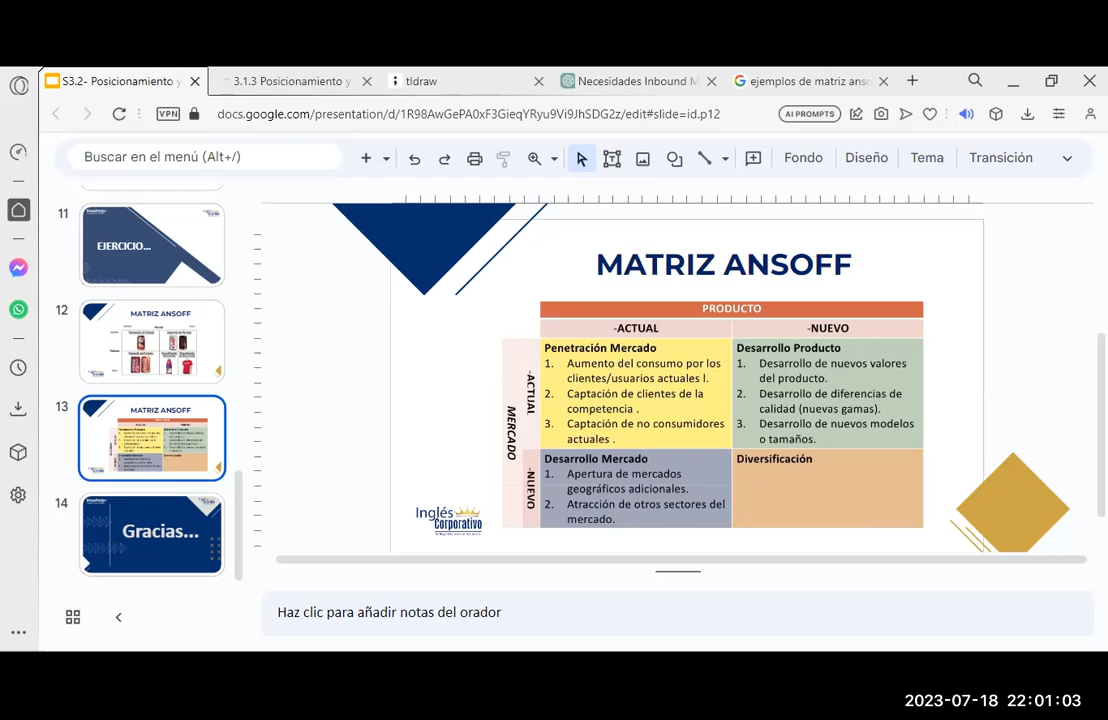 S3.2- Posicionamiento y
3.1.3 Posicionamiento y
tldraw
Necesidades Inbound M
ejemplos de matriz anso
VPN
docs.google.com/presentation/d/1R98AwGePA0xF3GieqYRyu9Vi9JhSDG2z/edit#slide=id.p12
AI PROMPTS
Buscar en el menú (Alt+/)
Fondo
Diseño
Tema
Transición
11
EJERCICIO...
12
MATRIZ ANSOFF
13
MATRIZ ANSOFF
14
Gracias...
MATRIZ ANSOFF
PRODUCTO
-ACTUAL
-NUEVO
MERCADO
-ACTUAL
Penetración Mercado
1. Aumento del consumo por los
clientes/usuarios actuales l.
2. Captación de clientes de la
competencia .
3. Captación de no consumidores
actuales .
Desarrollo Producto
1. Desarrollo de nuevos valores
del producto.
2. Desarrollo de diferencias de
calidad (nuevas gamas).
3. Desarrollo de nuevos modelos
o tamaños.
-NUEVO
Desarrollo Mercado
1. Apertura de mercados
geográficos adicionales.
2. Atracción de otros sectores del
mercado.
Diversificación
Inglés
Corporativo
Haz clic para añadir notas del orador
2023-07-18 22:01:03